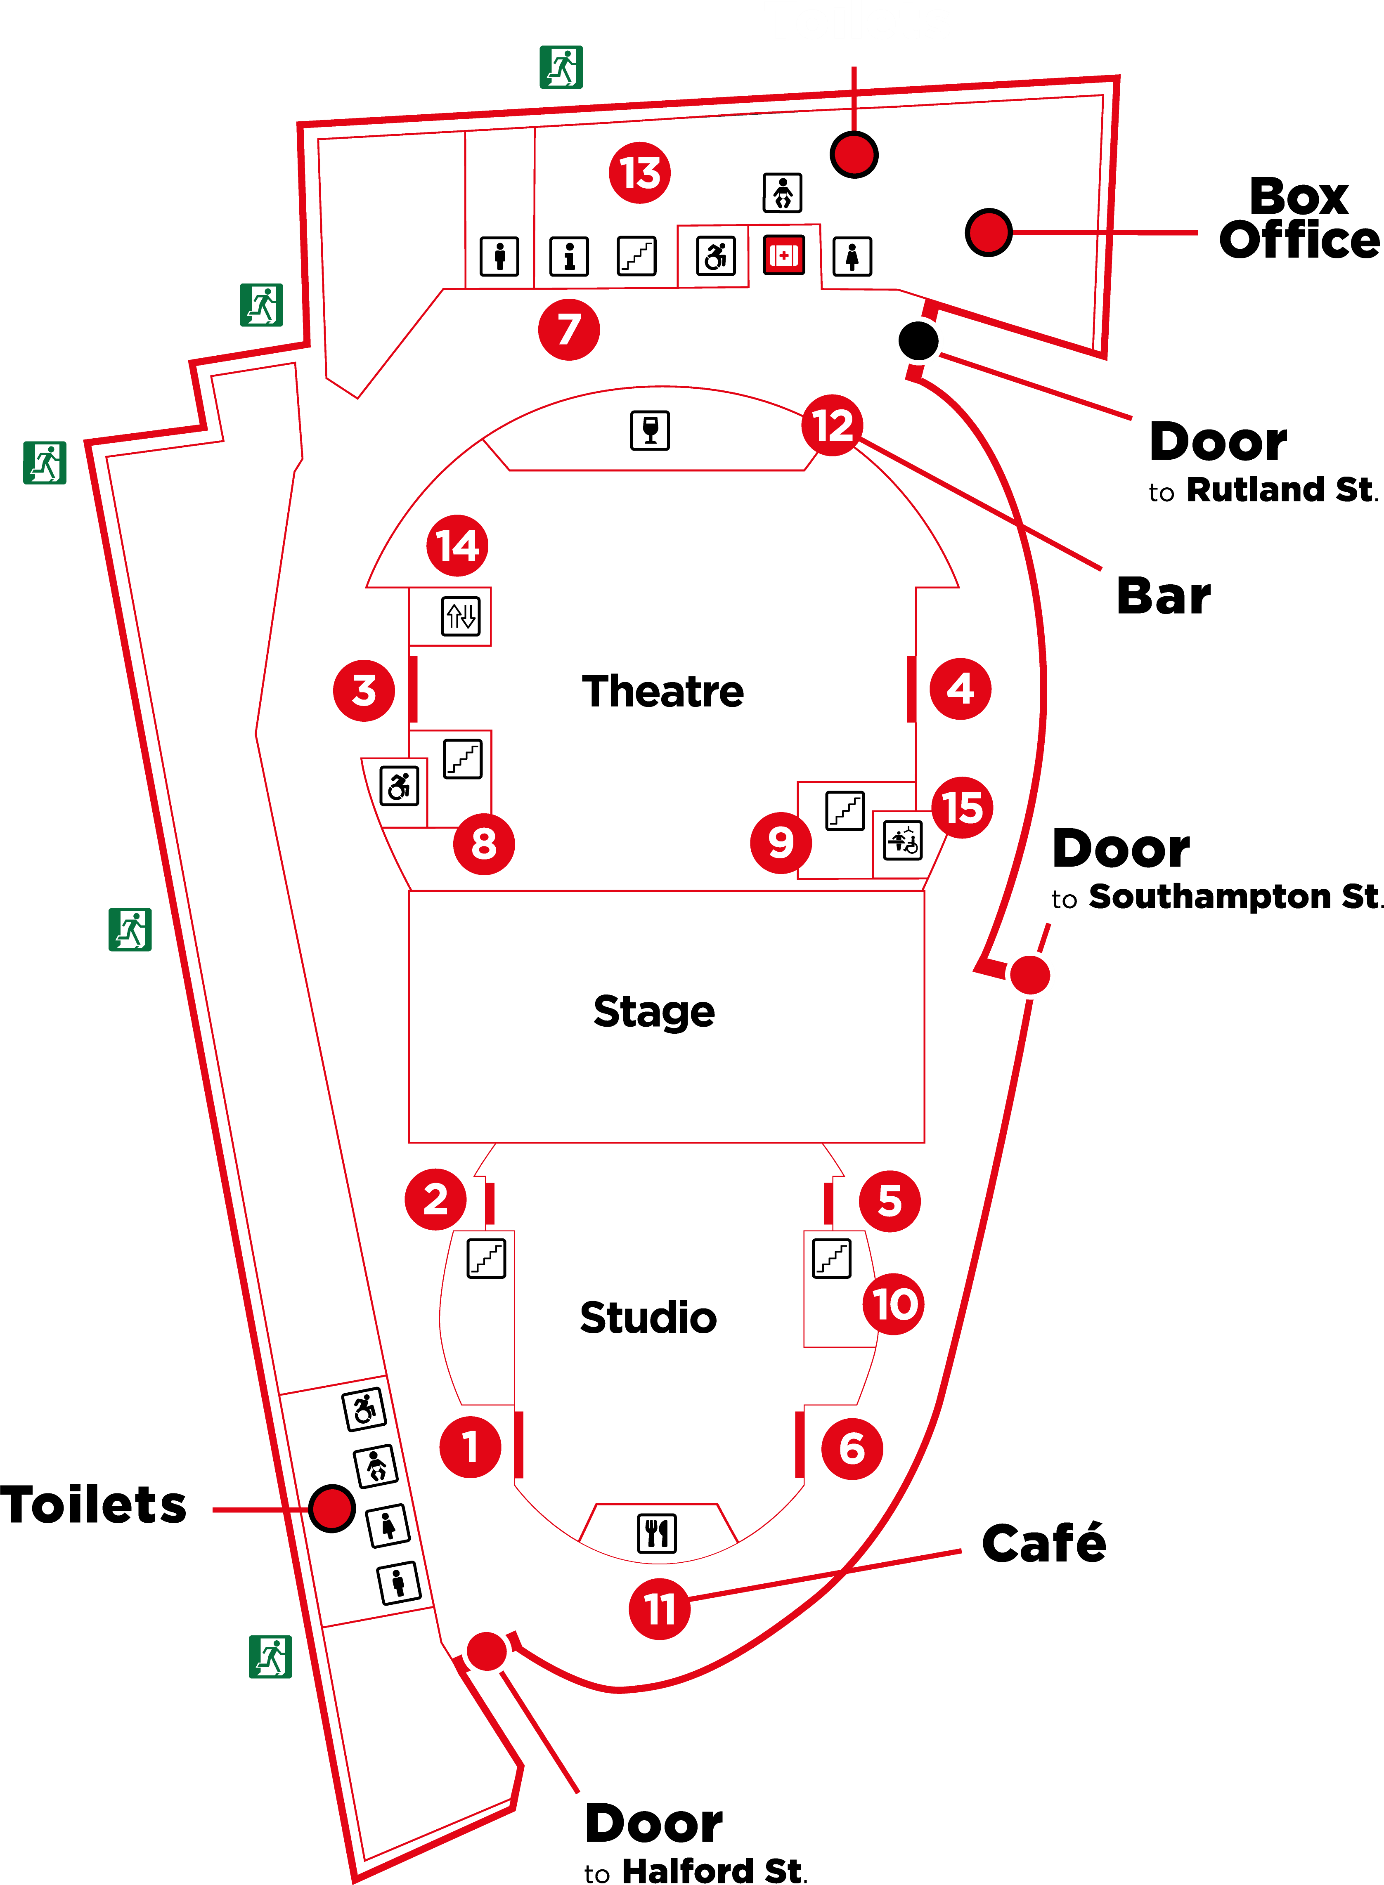 13
Box
Office
7
12
Door
to Rutland St.
14
Bar
3
Theatre
4
15
8
9
Door
to Southampton St.
Stage
2
5
10
Studio
1
6
Toilets
Café
11
Door
to Halford St.